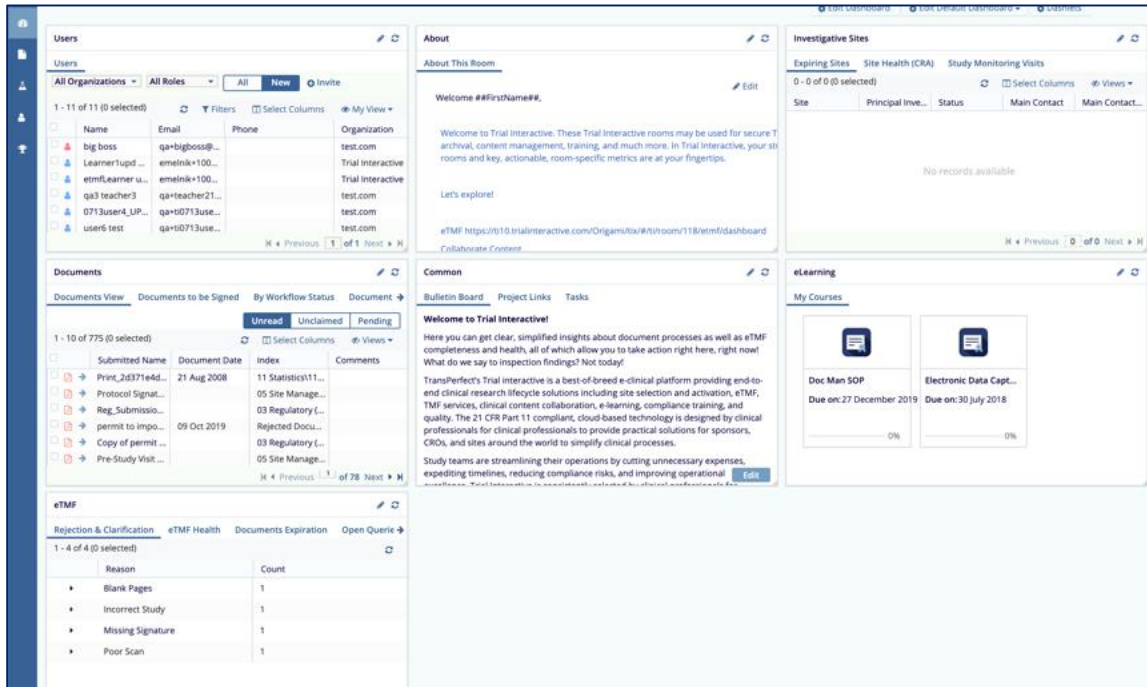 Edit Dashboard Edit Default Dashboard Dashlets
Users
Users
All Organizations All Roles All New Invite
1 - 11 of 11 (0 selected) Filters Select Columns My View
Name Email Phone Organization
big boss qa+bigboss@... test.com
Learner1upd ... emelnik+100... Trial Interactive
etmfLearner u... emelnik+100... Trial Interactive
qa3 teacher3 qa+teacher21... test.com
0713user4_UP... qa+ti0713use... test.com
user6 test qa+ti0713use... test.com
Previous 1 of 1 Next
About
About This Room
Edit
Welcome ##FirstName##,
Welcome to Trial Interactive. These Trial Interactive rooms may be used for secure T
archival, content management, training, and much more. In Trial Interactive, your
rooms and key, actionable, room-specific metrics are at your fingertips.
Let's explore!
eTMF https://ti10.trialinteractive.com/Origami/tix/#/ti/room/118/etmf/dashboard
Collaborate Content
Investigative Sites
Expiring Sites Site Health (CRA) Study Monitoring Visits
0 - 0 of 0 (0 selected) Select Columns Views
Site Principal Inve... Status Main Contact Main Contact...
No records available
Previous 0 of 0 Next
Documents
Documents View Documents to be Signed By Workflow Status Document
Unread Unclaimed Pending
1 - 10 of 775 (0 selected) Select Columns Views
Submitted Name Document Date Index Comments
Print_2d371e4d... 21 Aug 2008 11 Statistics\11...
Protocol Signat... 05 Site Manage...
Reg_Submissio... 03 Regulatory (...
permit to impo... 09 Oct 2019 Rejected Docu...
Copy of permit ... 03 Regulatory (...
Pre-Study Visit ... 05 Site Manage...
Previous 1 of 78 Next
Common
Bulletin Board Project Links Tasks
Welcome to Trial Interactive!
Here you can get clear, simplified insights about document processes as well as eTMF
completeness and health, all of which allow you to take action right here, right now!
What do we say to inspection findings? Not today!
TransPerfect's Trial interactive is a best-of-breed e-clinical platform providing end-to-
end clinical research lifecycle solutions including site selection and activation, eTMF,
TMF services, clinical content collaboration, e-learning, compliance training, and
quality. The 21 CFR Part 11 compliant, cloud-based technology is designed by clinical
professionals for clinical professionals to provide practical solutions for sponsors,
CROs, and sites around the world to simplify clinical processes.
Study teams are streamlining their operations by cutting unnecessary expenses,
expediting timelines, reducing compliance risks, and improving operational
Edit
eLearning
My Courses
Doc Man SOP Electronic Data Capt...
Due on: 27 December 2019 Due on: 30 July 2018
0% 0%
eTMF
Rejection & Clarification eTMF Health Documents Expiration Open Querie
1 - 4 of 4 (0 selected)
Reason Count
Blank Pages 1
Incorrect Study 1
Missing Signature 1
Poor Scan 1